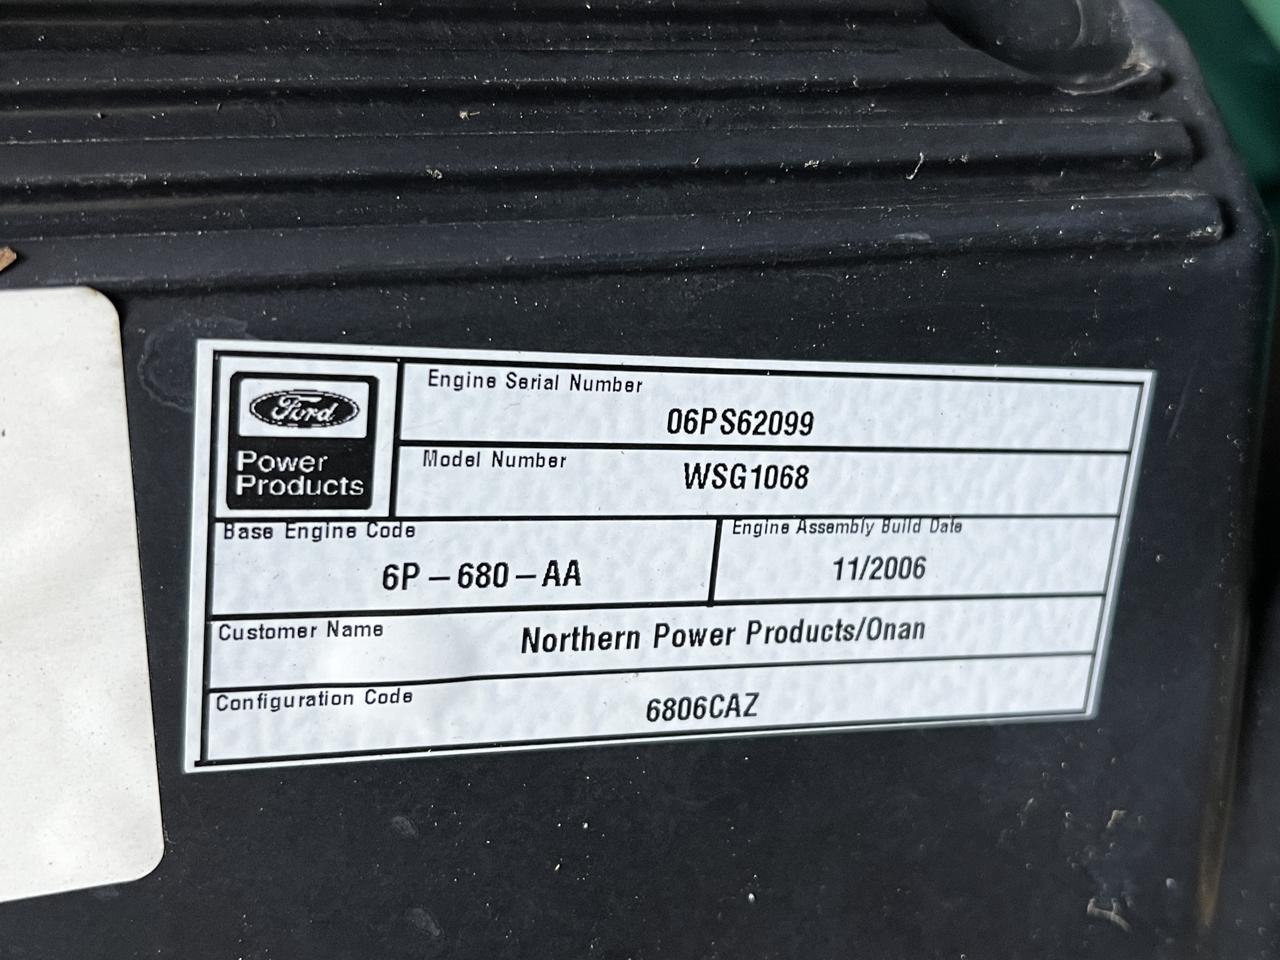 Ford
Power
Products
Engine Serial Number
06PS62099
Model Number
WSG1068
Base Engine Code
6P-680-AA
Engine Assembly Build Date
11/2006
Customer Name
Northern Power Products/Onan
Configuration Code
6806CAZ